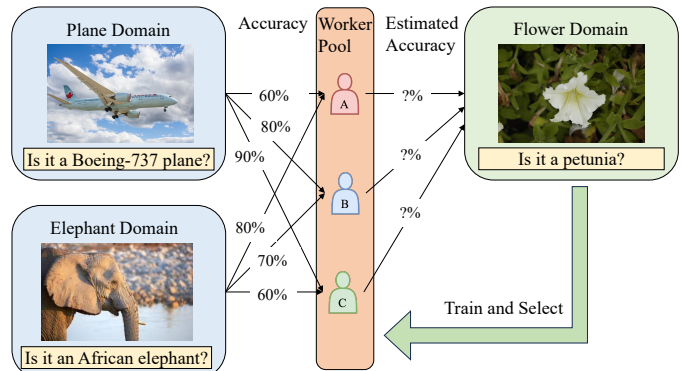 Plane Domain
Is it a Boeing-737 plane?
Elephant Domain
Is it an African elephant?
Accuracy
60%
80%
90%
80%
70%
60%
Worker
Pool
A
B
C
Estimated
Accuracy
?%
?%
?%
Flower Domain
Is it a petunia?
Train and Select